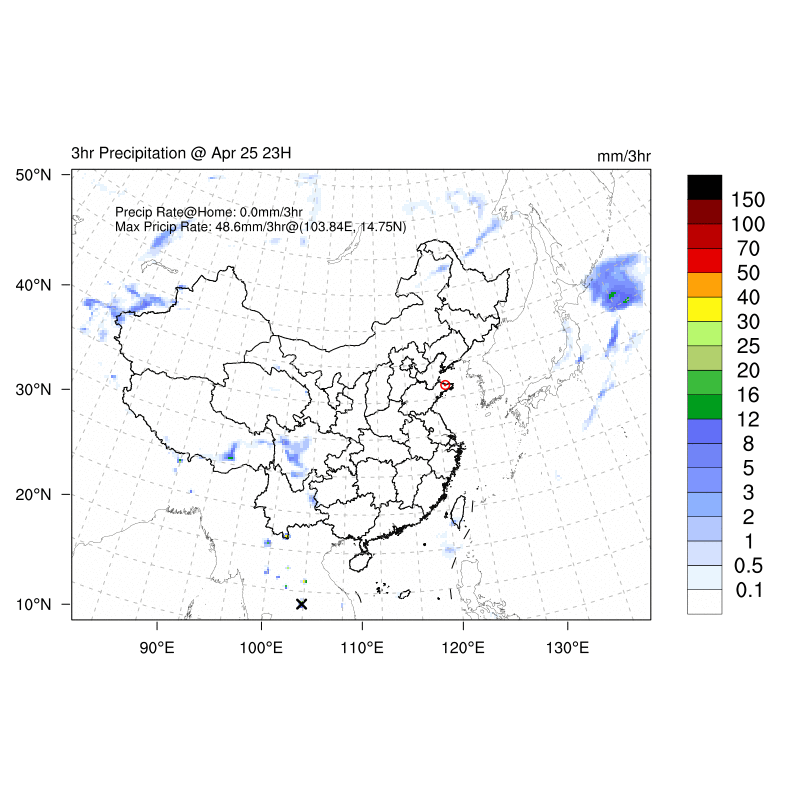 3hr Precipitation @ Apr 25 23H
mm/3hr
Precip Rate@Home: 0.0mm/3hr
Max Pricip Rate: 48.6mm/3hr@(103.84E, 14.75N)
50°N
40°N
30°N
20°N
10°N
90°E
100°E
110°E
120°E
130°E
150
100
70
50
40
30
25
20
16
12
8
5
3
2
1
0.5
0.1